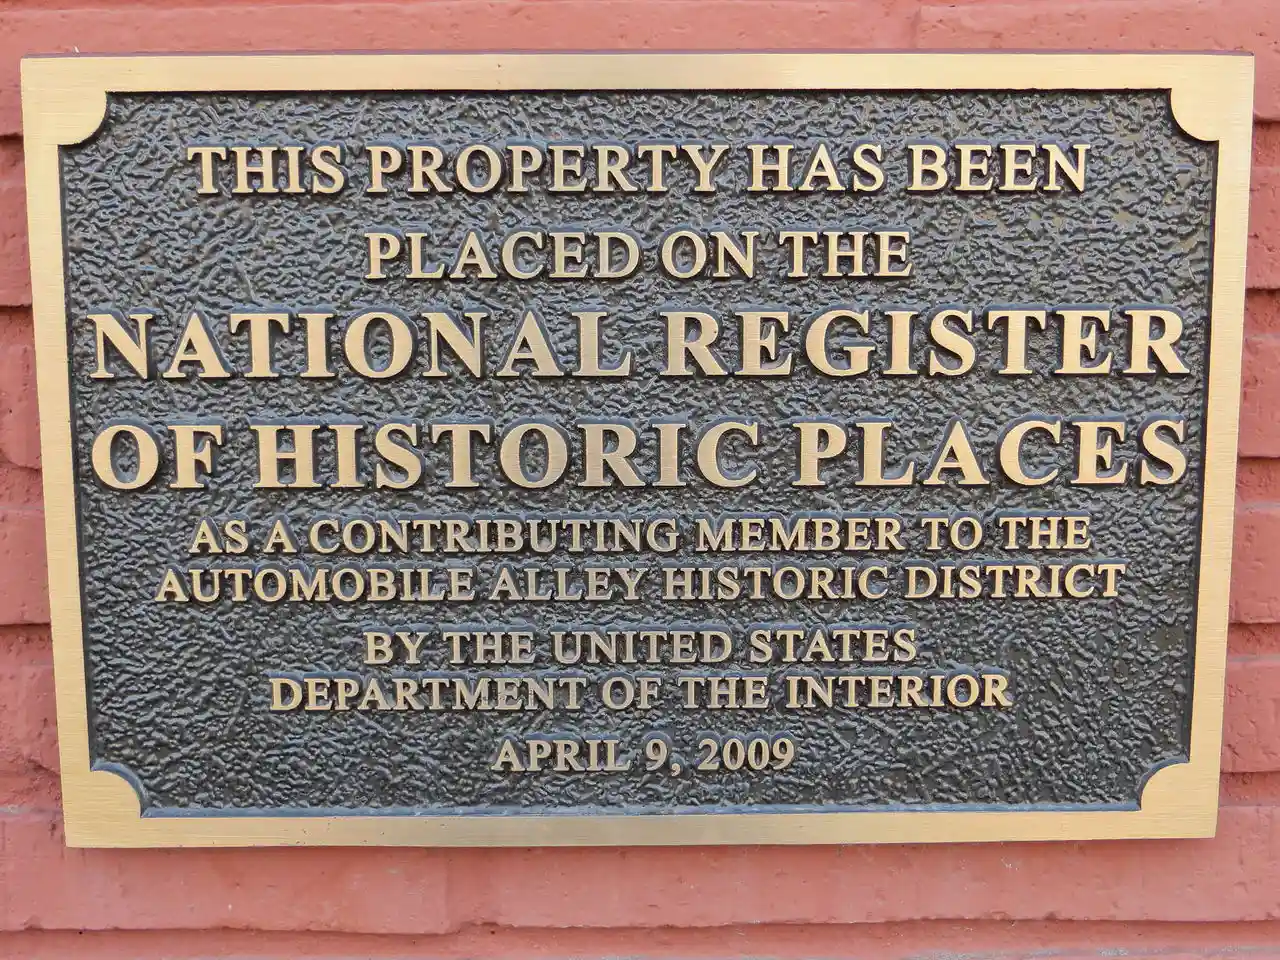 THIS PROPERTY HAS BEEN
PLACED ON THE
NATIONAL REGISTER
OF HISTORIC PLACES
AS A CONTRIBUTING MEMBER TO THE
AUTOMOBILE ALLEY HISTORIC DISTRICT
BY THE UNITED STATES
DEPARTMENT OF THE INTERIOR
APRIL 9, 2009